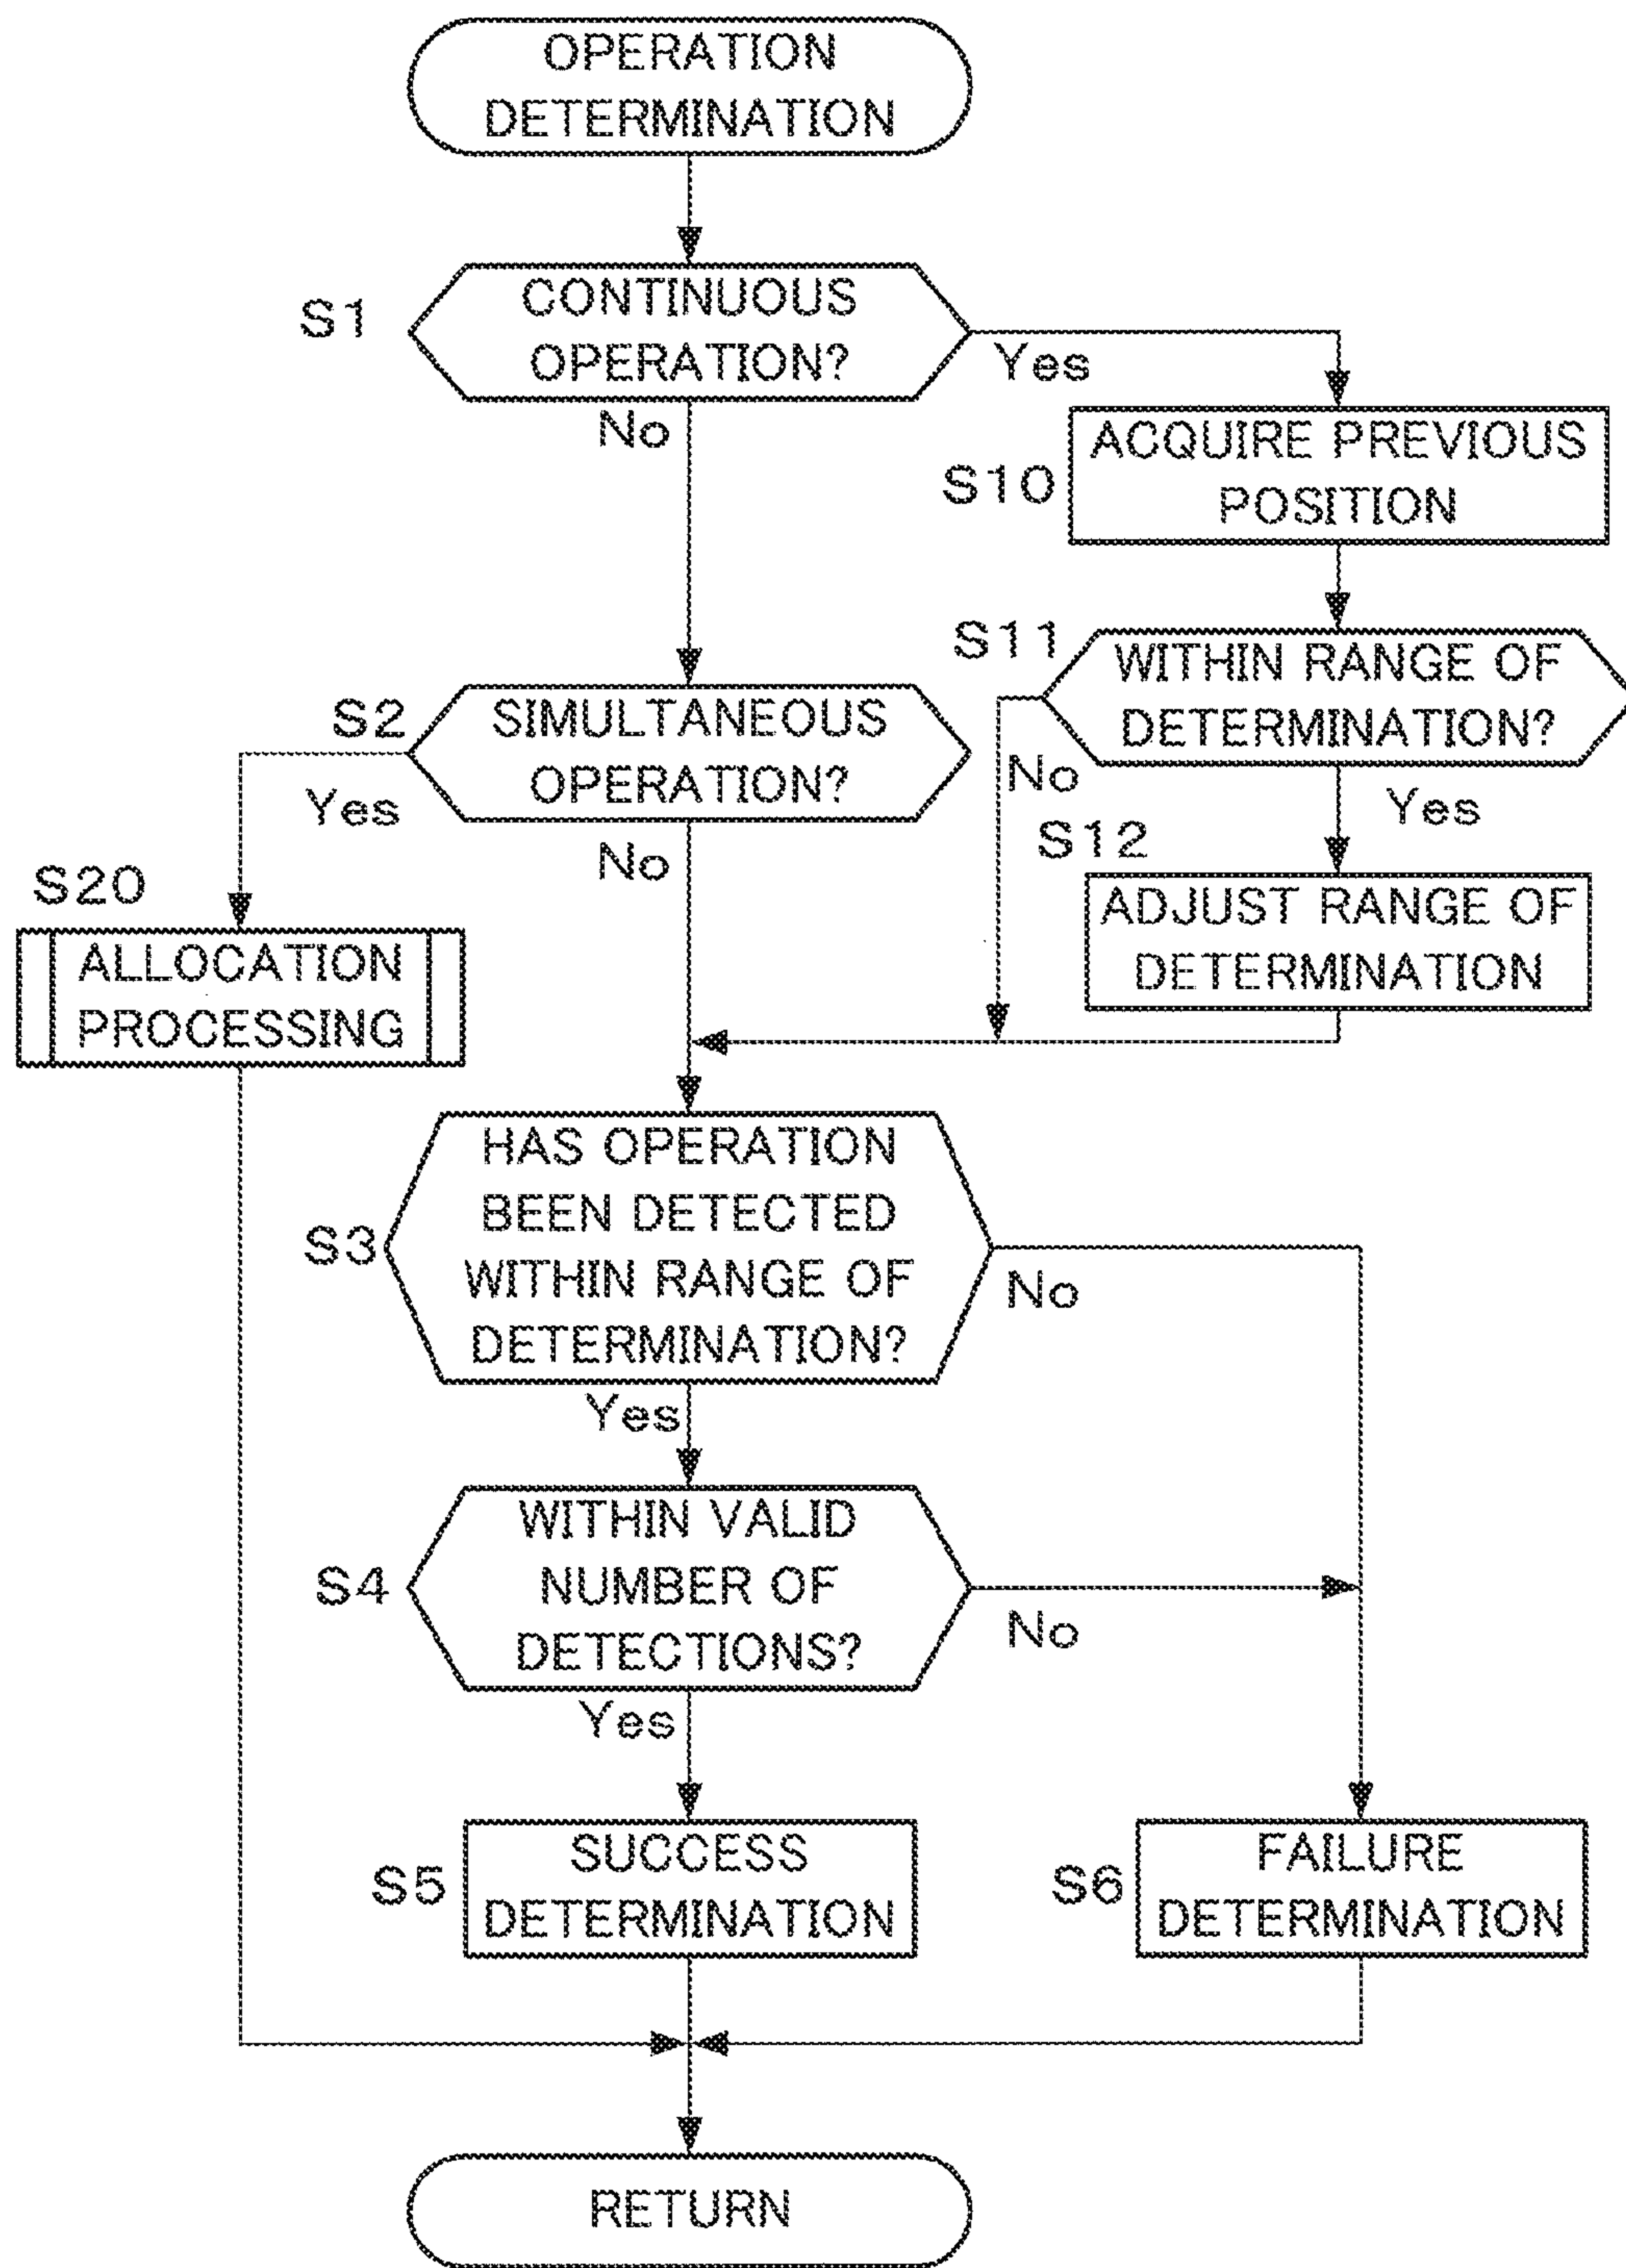 OPERATION
DETERMINATION
S1
CONTINUOUS
OPERATION?
Yes
No
S10
ACQUIRE PREVIOUS
POSITION
S11
WITHIN RANGE OF
DETERMINATION?
No
Yes
S2
SIMULTANEOUS
OPERATION?
Yes
No
S12
ADJUST RANGE OF
DETERMINATION
S20
ALLOCATION
PROCESSING
S3
HAS OPERATION
BEEN DETECTED
WITHIN RANGE OF
DETERMINATION?
No
Yes
S4
WITHIN VALID
NUMBER OF
DETECTIONS?
No
Yes
S5
SUCCESS
DETERMINATION
S6
FAILURE
DETERMINATION
RETURN